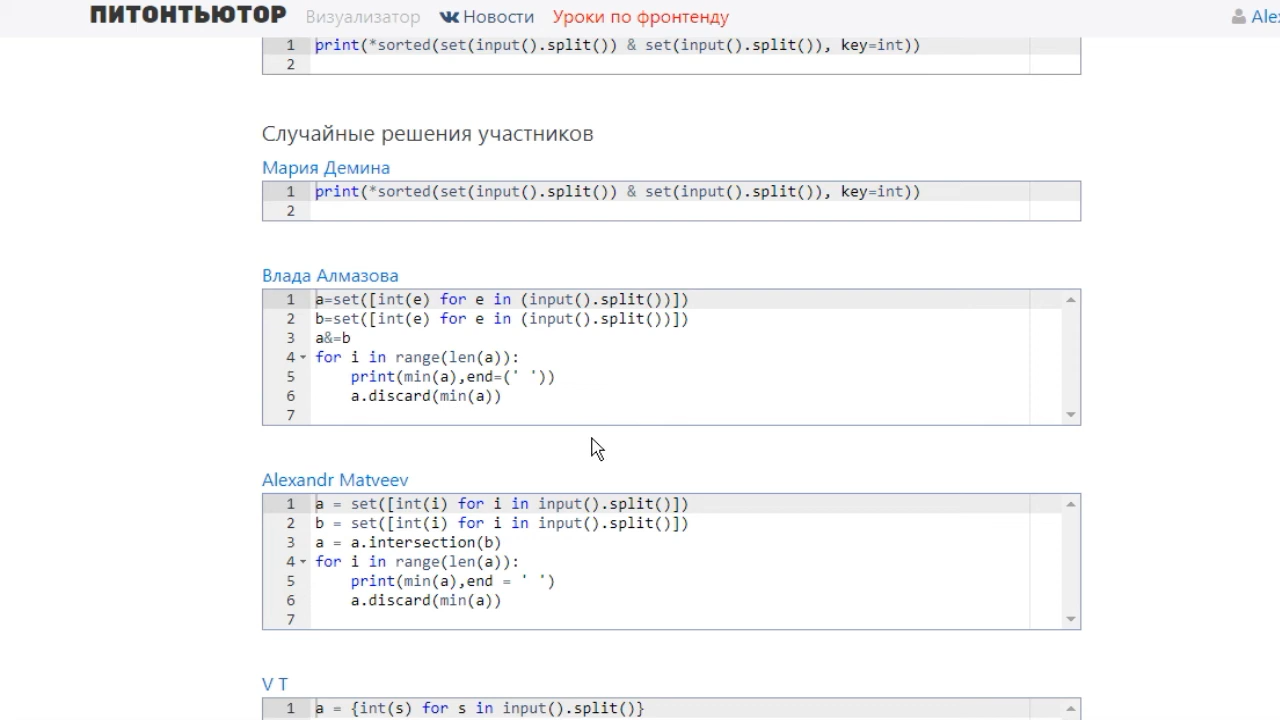 ПИТОНТЬЮТОР Визуализатор Новости Уроки по фронтенду Alex
1 print(*sorted(set(input().split()) & set(input().split()), key=int))
2
Случайные решения участников
Мария Демина
1 print(*sorted(set(input().split()) & set(input().split()), key=int))
2
Влада Алмазова
1 a=set([int(e) for e in (input().split())])
2 b=set([int(e) for e in (input().split())])
3 a&=b
4 for i in range(len(a)):
5     print(min(a),end=(' '))
6     a.discard(min(a))
7
Alexandr Matveev
1 a = set([int(i) for i in input().split()])
2 b = set([int(i) for i in input().split()])
3 a = a.intersection(b)
4 for i in range(len(a)):
5     print(min(a),end = ' ')
6     a.discard(min(a))
7
V T
1 a = {int(s) for s in input().split()}